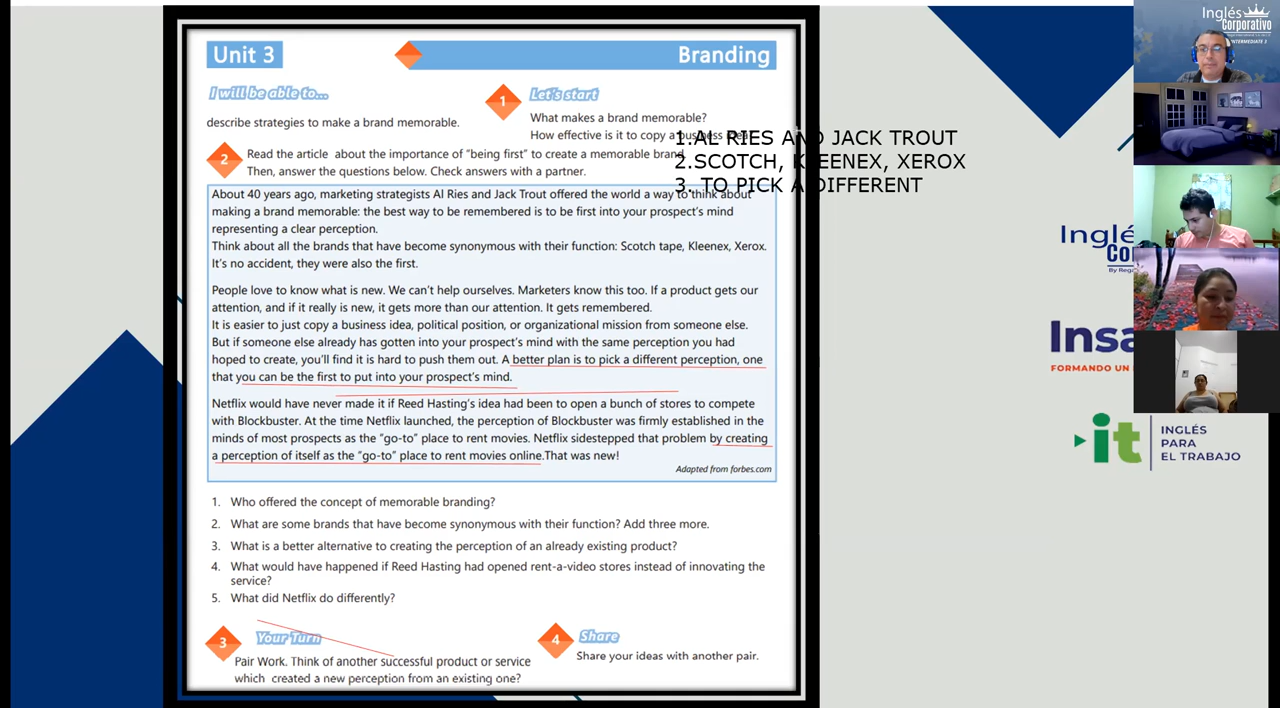 Unit 3
Branding
I will be able to...
describe strategies to make a brand memorable.
1
Let's start
What makes a brand memorable?
How effective is it to copy a business
1.AL RIES AND JACK TROUT
2.SCOTCH, KLEENEX, XEROX
3. TO PICK A DIFFERENT
2
Read the article about the importance of "being first" to create a memorable brand.
Then, answer the questions below. Check answers with a partner.
About 40 years ago, marketing strategists Al Ries and Jack Trout offered the world a way to think about
making a brand memorable: the best way to be remembered is to be first into your prospect's mind
representing a clear perception.
Think about all the brands that have become synonymous with their function: Scotch tape, Kleenex, Xerox.
It's no accident, they were also the first.
People love to know what is new. We can't help ourselves. Marketers know this too. If a product gets our
attention, and if it really is new, it gets more than our attention. It gets remembered.
It is easier to just copy a business idea, political position, or organizational mission from someone else.
But if someone else already has gotten into your prospect's mind with the same perception you had
hoped to create, you'll find it is hard to push them out. A better plan is to pick a different perception, one
that you can be the first to put into your prospect's mind.
Netflix would have never made it if Reed Hasting's idea had been to open a bunch of stores to compete
with Blockbuster. At the time Netflix launched, the perception of Blockbuster was firmly established in the
minds of most prospects as the "go-to" place to rent movies. Netflix sidestepped that problem by creating
a perception of itself as the "go-to" place to rent movies online.That was new!
Adapted from forbes.com
1. Who offered the concept of memorable branding?
2. What are some brands that have become synonymous with their function? Add three more.
3. What is a better alternative to creating the perception of an already existing product?
4. What would have happened if Reed Hasting had opened rent-a-video stores instead of innovating the
service?
5. What did Netflix do differently?
3
Your Turn
Pair Work. Think of another successful product or service
which created a new perception from an existing one?
4
Share
Share your ideas with another pair.
Inglés
Corporativo
INTERMEDIATE 2
Inglé
Co
By Rega
Insa
FORMANDO UN
it
INGLÉS
PARA
EL TRABAJO